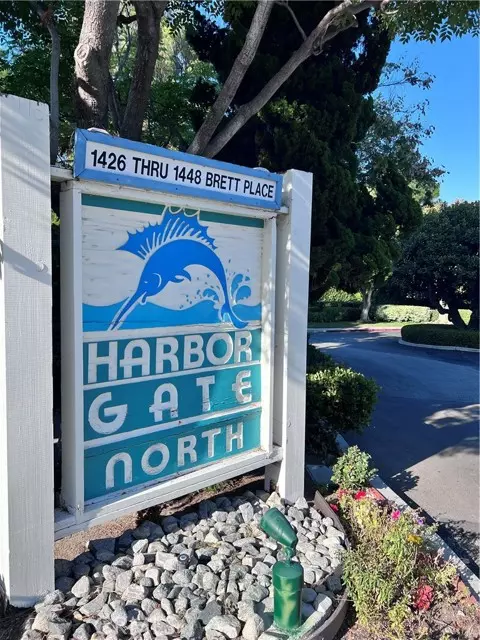 1426 THRU 1448 BRETT PLACE
HARBOR
GATE
NORTH